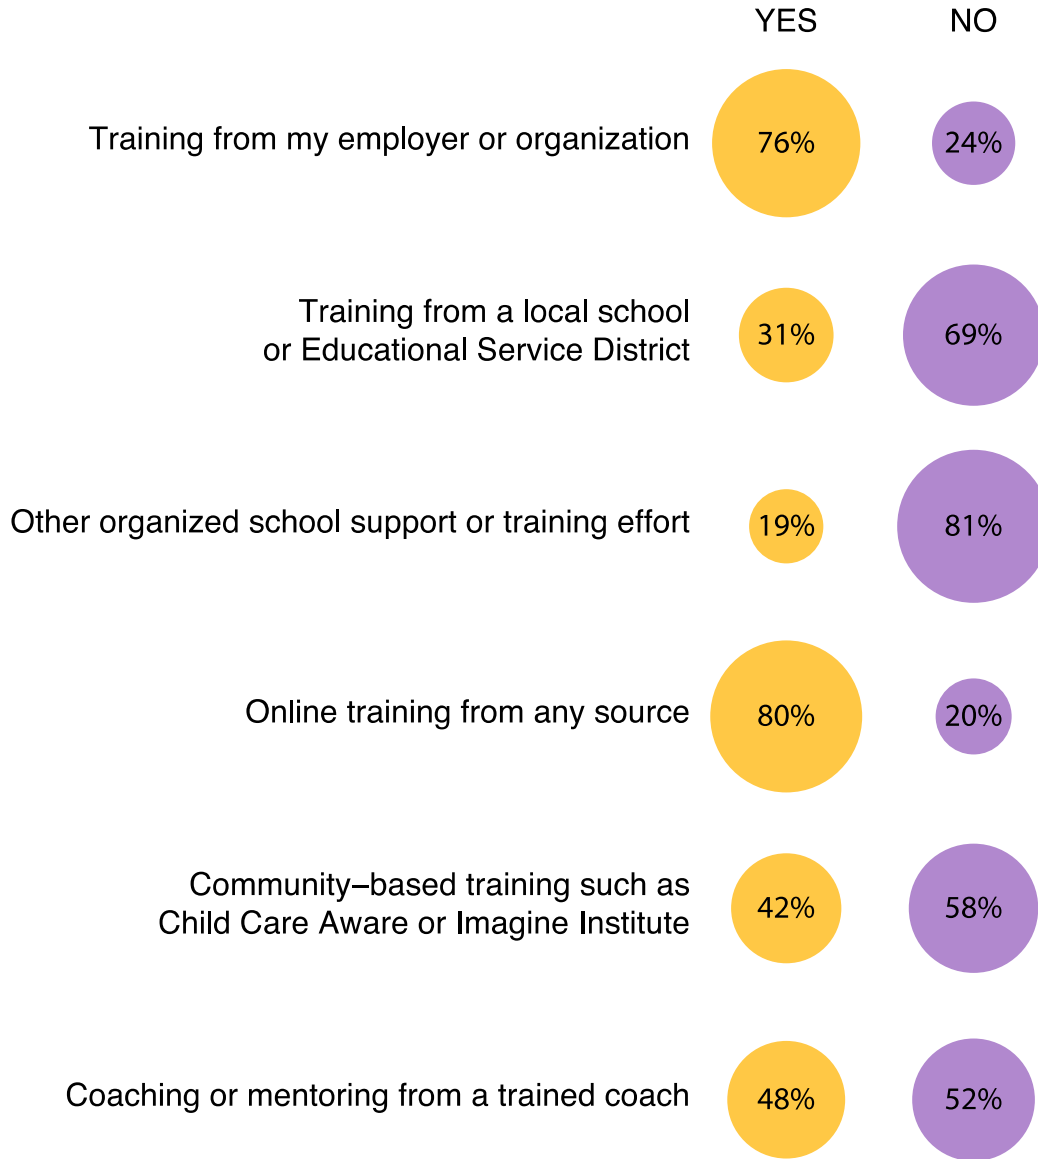 YES NO
Training from my employer or organization 76% 24%
Training from a local school
or Educational Service District 31% 69%
Other organized school support or training effort 19% 81%
Online training from any source 80% 20%
Community–based training such as
Child Care Aware or Imagine Institute 42% 58%
Coaching or mentoring from a trained coach 48% 52%